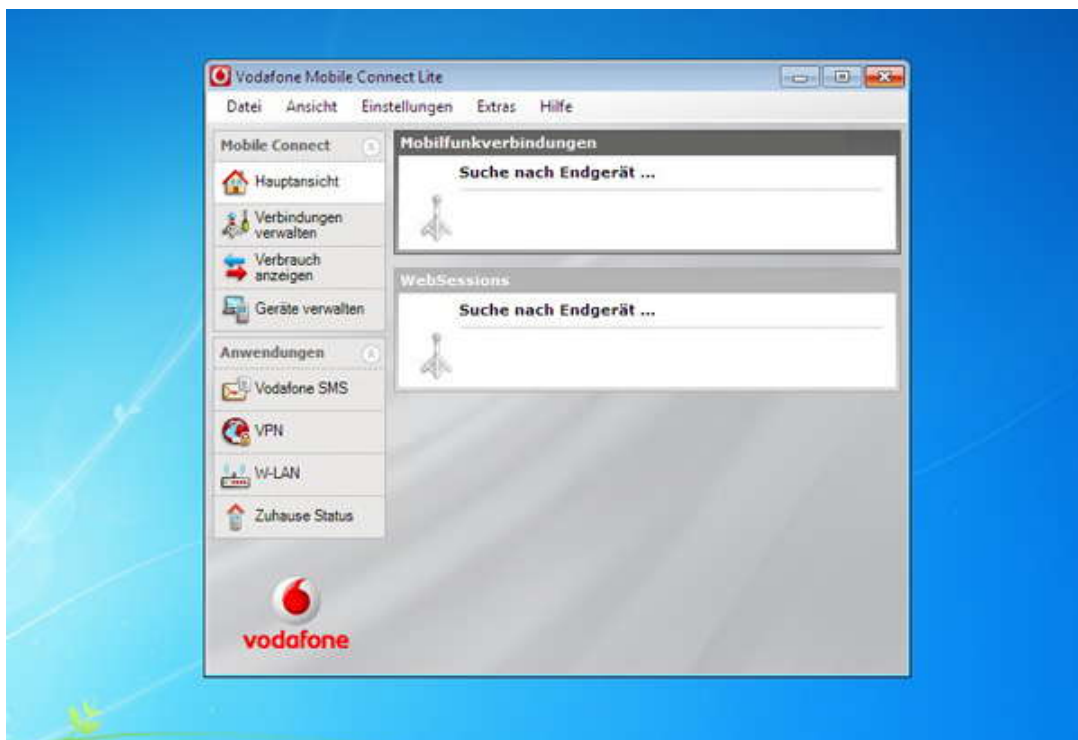 Vodafone Mobile Connect Lite
Datei Ansicht Einstellungen Extras Hilfe
Mobile Connect
Hauptansicht
Verbindungen
verwalten
Verbrauch
anzeigen
Geräte verwalten
Anwendungen
Vodafone SMS
VPN
W-LAN
Zuhause Status
vodafone
Mobilfunkverbindungen
Suche nach Endgerät ...
WebSessions
Suche nach Endgerät ...